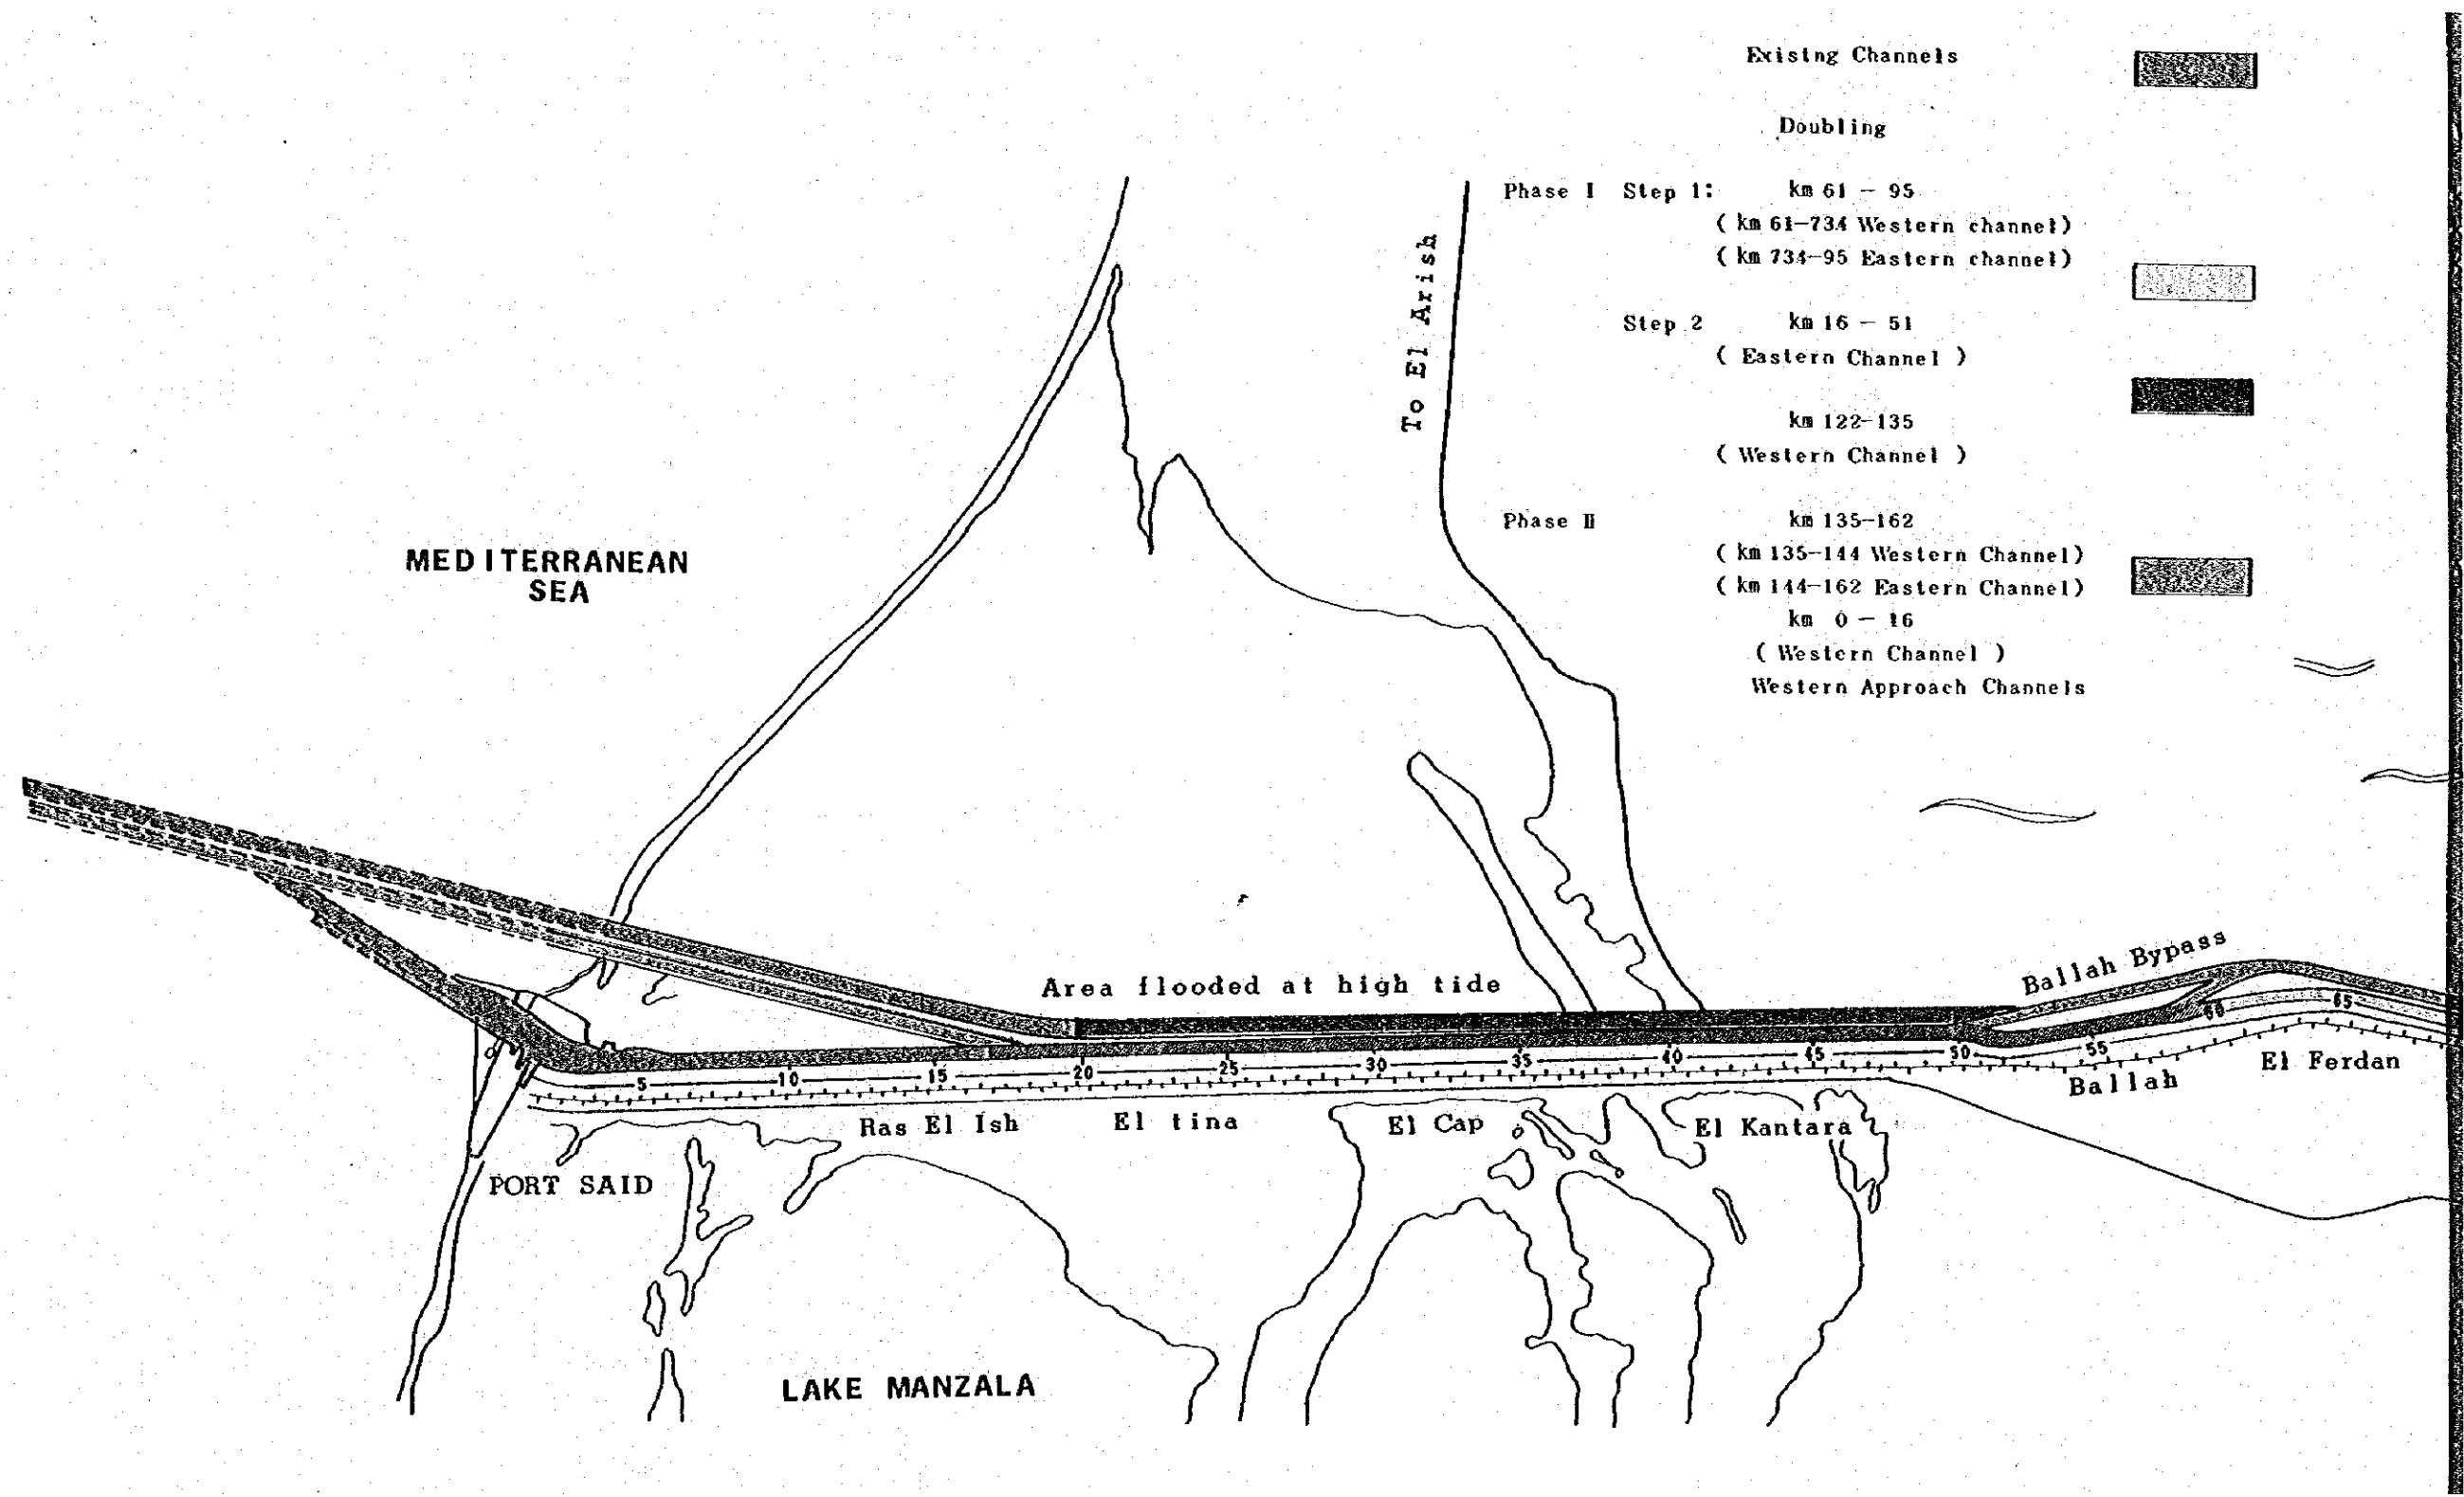 Existng Channels
Doubling
Phase I Step 1: km 61 - 95
( km 61-734 Western channel)
( km 734-95 Eastern channel)
Step 2 km 16 - 51
( Eastern Channel )
km 122-135
( Western Channel )
Phase II km 135-162
( km 135-144 Western Channel)
( km 144-162 Eastern Channel)
km 0 - 16
( Western Channel )
Western Approach Channels
To El Arish
MEDITERRANEAN
SEA
Area flooded at high tide
Ballah Bypass
5 10 15 20 25 30 35 40 45 50 55 60 65
Ras El Ish
El tina
El Cap
El Kantara
Ballah
El Ferdan
PORT SAID
LAKE MANZALA